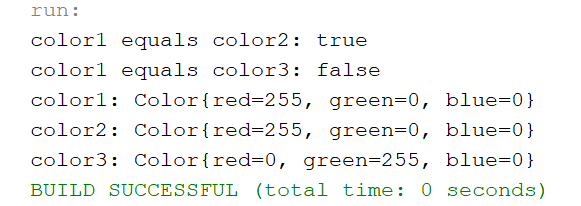 run:
color1 equals color2: true
color1 equals color3: false
color1: Color{red=255, green=0, blue=0}
color2: Color{red=255, green=0, blue=0}
color3: Color{red=0, green=255, blue=0}
BUILD SUCCESSFUL (total time: 0 seconds)